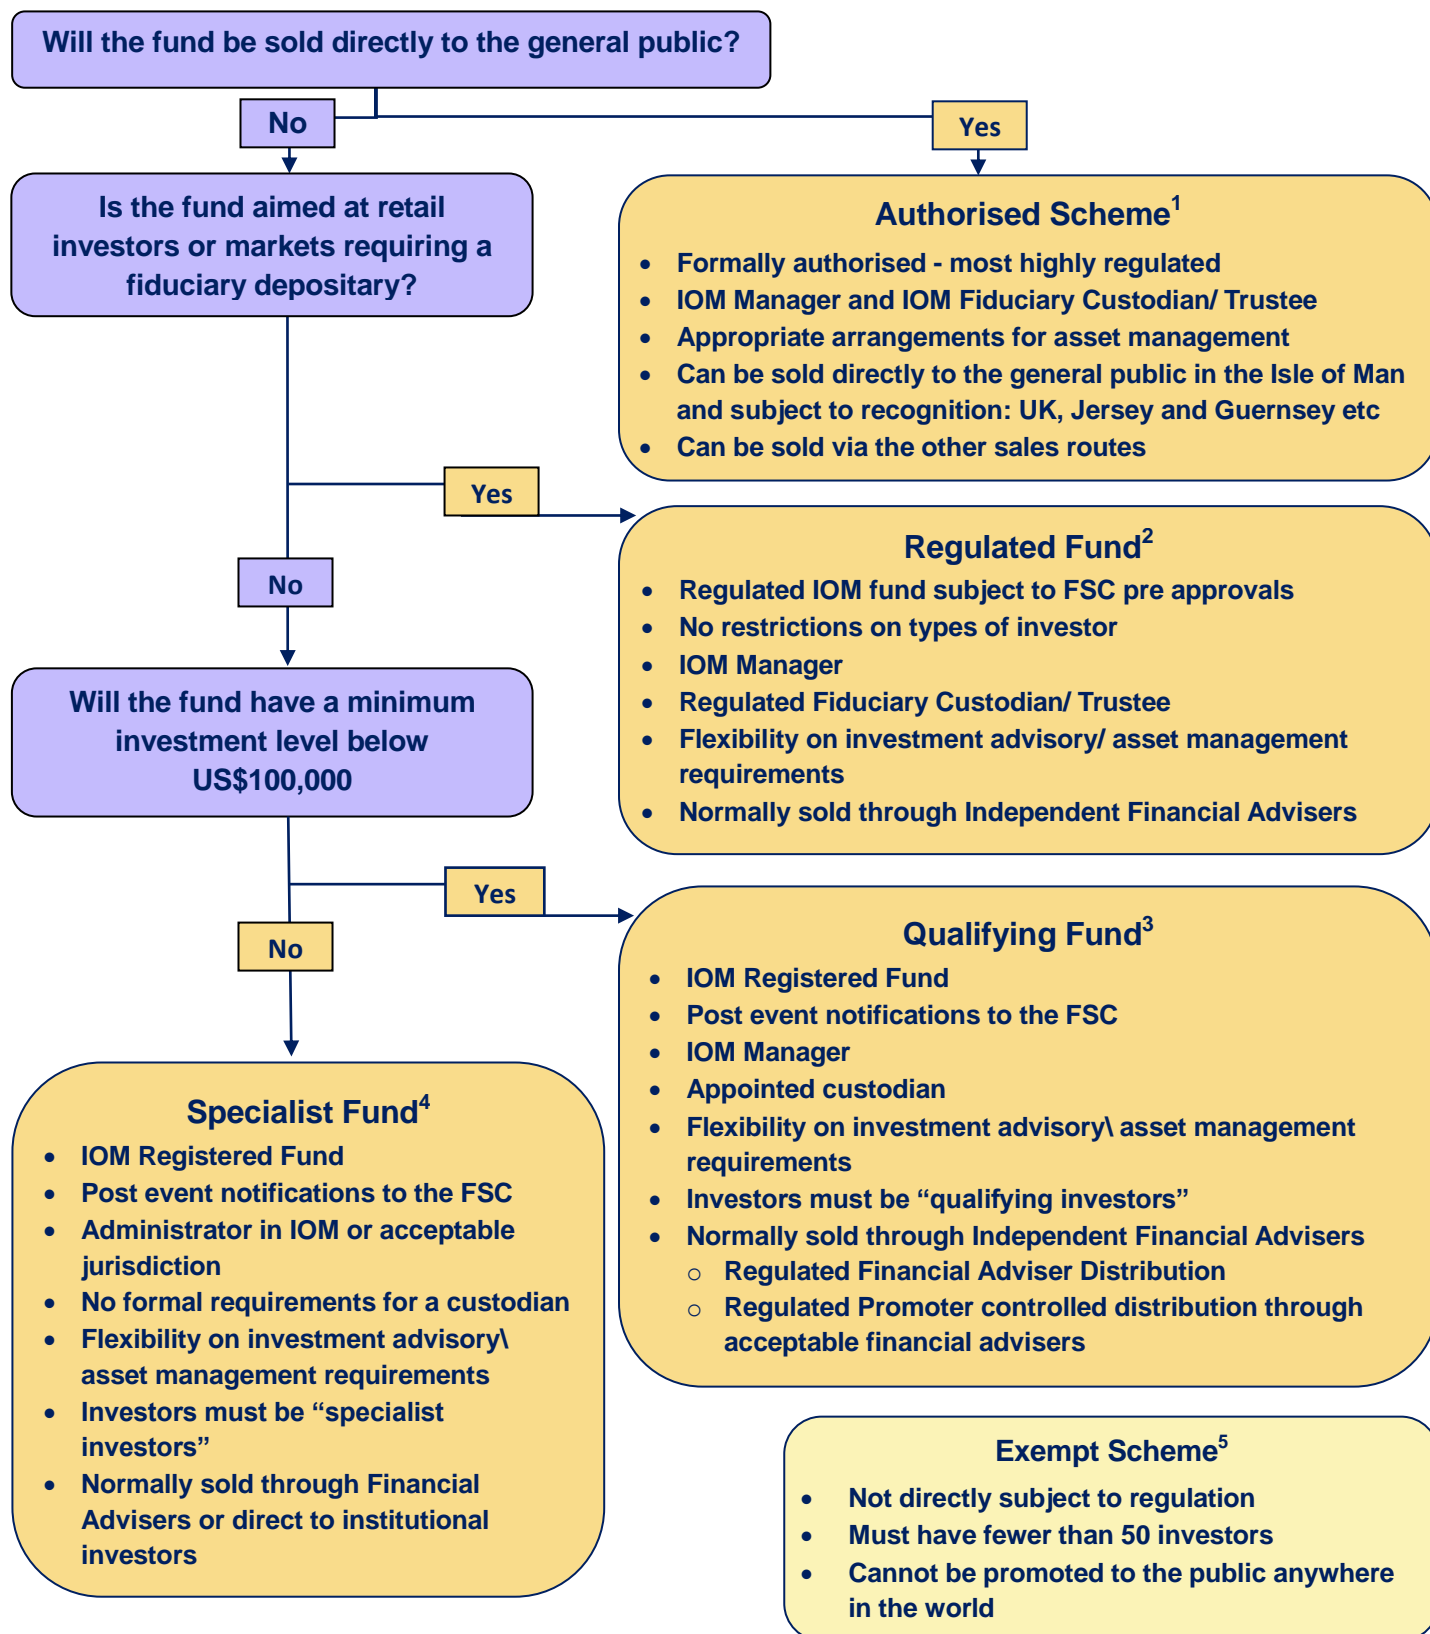 Will the fund be sold directly to the general public?
No
Yes
Is the fund aimed at retail
investors or markets requiring a
fiduciary depositary?
Authorised Scheme1
• Formally authorised - most highly regulated
• IOM Manager and IOM Fiduciary Custodian/ Trustee
• Appropriate arrangements for asset management
• Can be sold directly to the general public in the Isle of Man
and subject to recognition: UK, Jersey and Guernsey etc
• Can be sold via the other sales routes
Yes
No
Regulated Fund2
• Regulated IOM fund subject to FSC pre approvals
• No restrictions on types of investor
• IOM Manager
• Regulated Fiduciary Custodian/ Trustee
• Flexibility on investment advisory/ asset management
requirements
• Normally sold through Independent Financial Advisers
Will the fund have a minimum
investment level below
US$100,000
Yes
No
Qualifying Fund3
• IOM Registered Fund
• Post event notifications to the FSC
• IOM Manager
• Appointed custodian
• Flexibility on investment advisory\ asset management
requirements
• Investors must be “qualifying investors”
• Normally sold through Independent Financial Advisers
o Regulated Financial Adviser Distribution
o Regulated Promoter controlled distribution through
acceptable financial advisers
Specialist Fund4
• IOM Registered Fund
• Post event notifications to the FSC
• Administrator in IOM or acceptable
jurisdiction
• No formal requirements for a custodian
• Flexibility on investment advisory\
asset management requirements
• Investors must be “specialist
investors”
• Normally sold through Financial
Advisers or direct to institutional
investors
Exempt Scheme5
• Not directly subject to regulation
• Must have fewer than 50 investors
• Cannot be promoted to the public anywhere
in the world